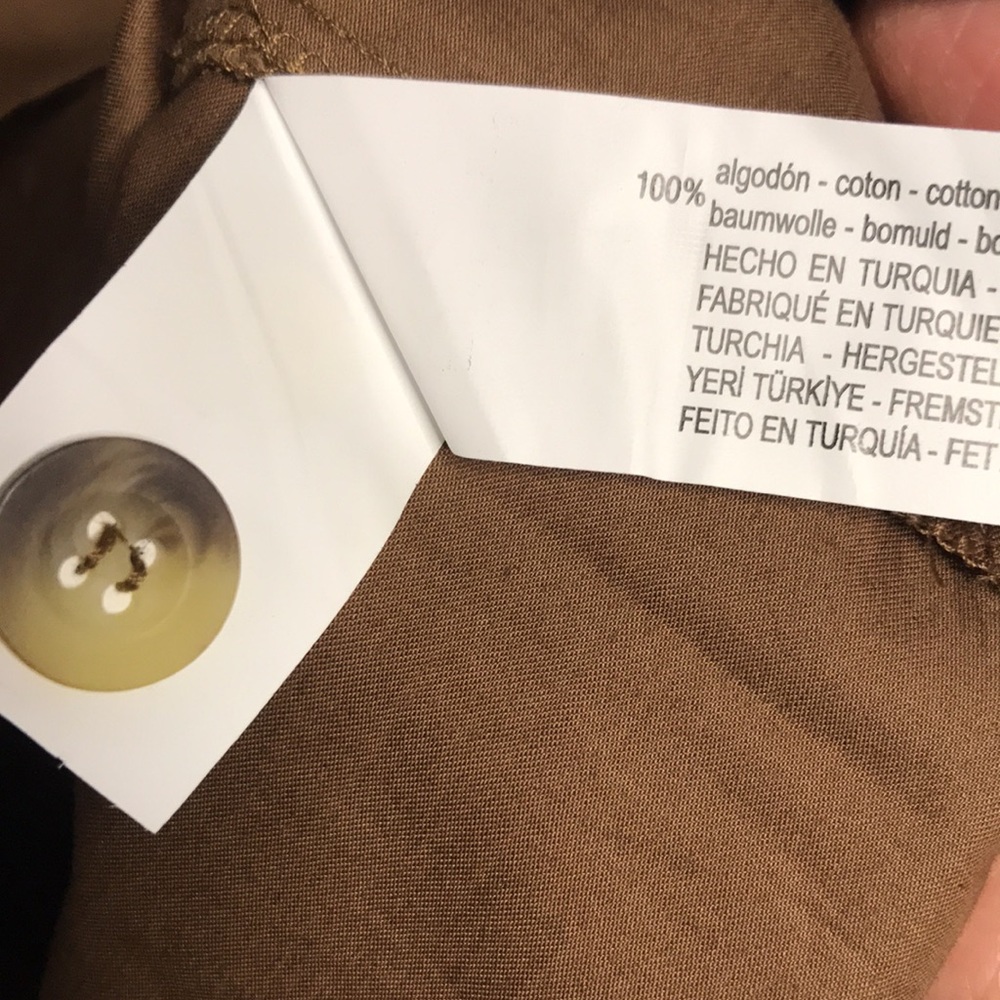 100% algodón - coton - cotton
baumwolle - bomuld -
HECHO EN TURQUIA -
FABRIQUÉ EN TURQUIE
TURCHIA - HERGESTEL
YERİ TÜRKİYE - FREMST
FEITO EN TURQUÍA - FET